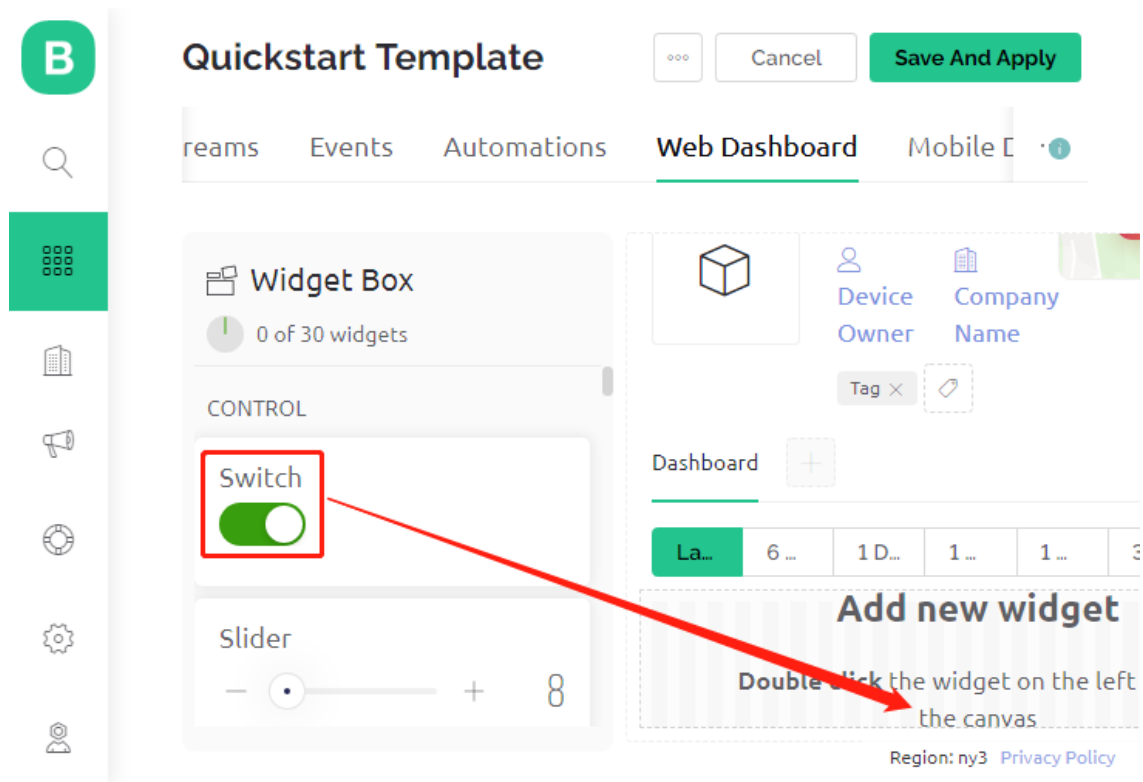 B
Quickstart Template
Cancel
Save And Apply
reams
Events
Automations
Web Dashboard
Mobile D
Widget Box
0 of 30 widgets
CONTROL
Switch
Slider
8
Device
Owner
Company
Name
Tag
Dashboard
La...
6 ...
1 D...
1 ...
1 ...
3
Add new widget
Double click the widget on the left
the canvas
Region: ny3 Privacy Policy